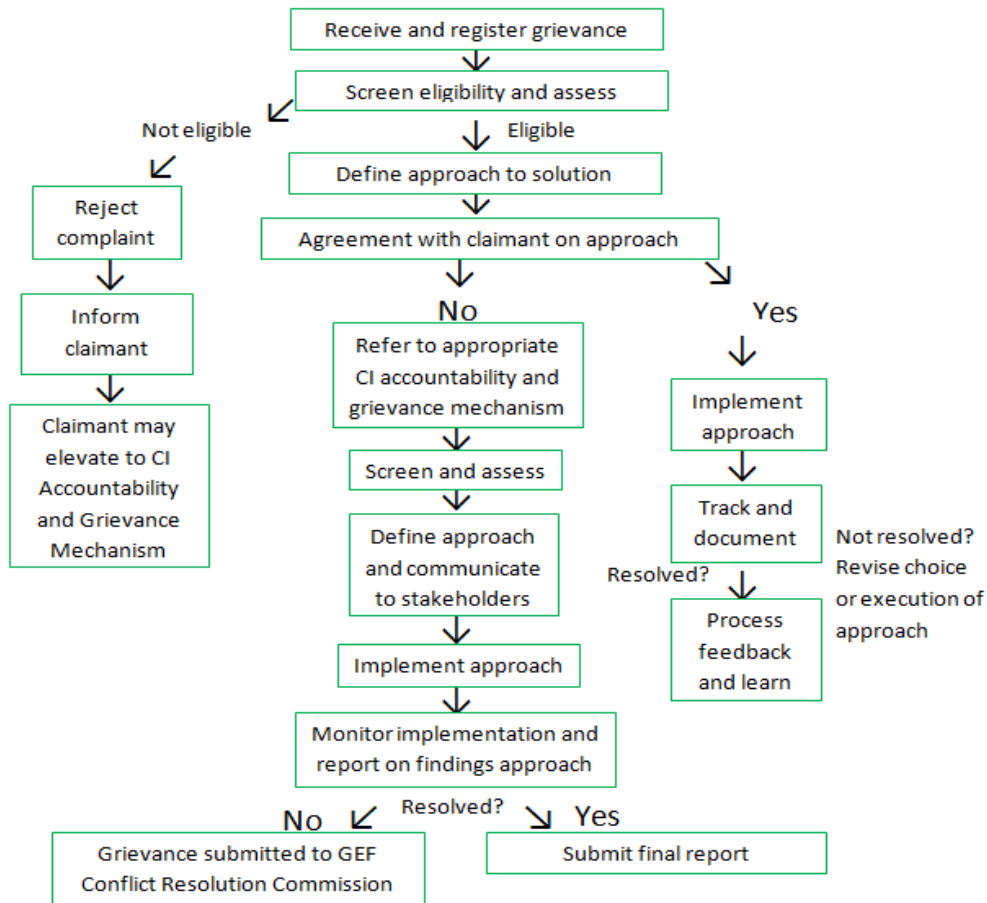 Receive and register grievance
Screen eligibility and assess
Not eligible
Eligible
Define approach to solution
Reject
complaint
Agreement with claimant on approach
Inform
claimant
No
Yes
Refer to appropriate
CI accountability and
grievance mechanism
Implement
approach
Claimant may
elevate to CI
Accountability
and Grievance
Mechanism
Screen and assess
Track and
document
Define approach
and communicate
to stakeholders
Resolved?
Not resolved?
Revise choice
or execution of
approach
Process
feedback
and learn
Implement approach
Monitor implementation and
report on findings approach
Resolved?
No
Yes
Grievance submitted to GEF
Conflict Resolution Commission
Submit final report